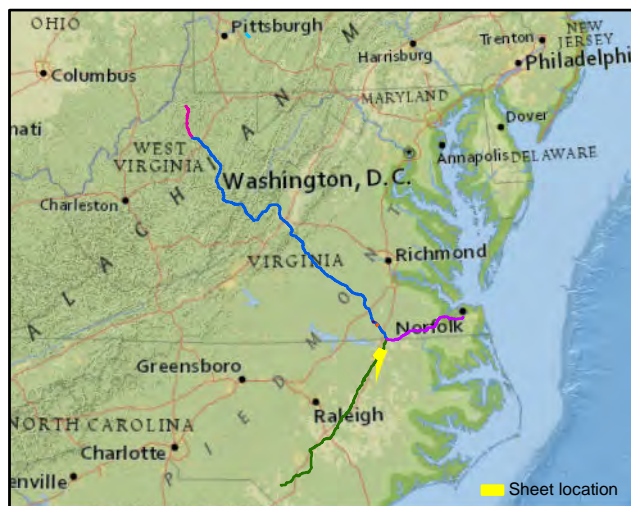 OHIO
Pittsburgh
M
NEW
JERSEY
Trenton
Harrisburg
Philadelphi
Columbus
MARYLAND
nati
N
Dover
WEST
VIRGINIA
A
I
Annapolis
DELAWARE
H
Washington, D.C.
Charleston
C
A
T
L
N
Richmond
A
VIRGINIA
O
P
P
A
M
Norfolk
D
Greensboro
E
Raleigh
NORTH CAROLINA
I
Charlotte
P
enville
Sheet location